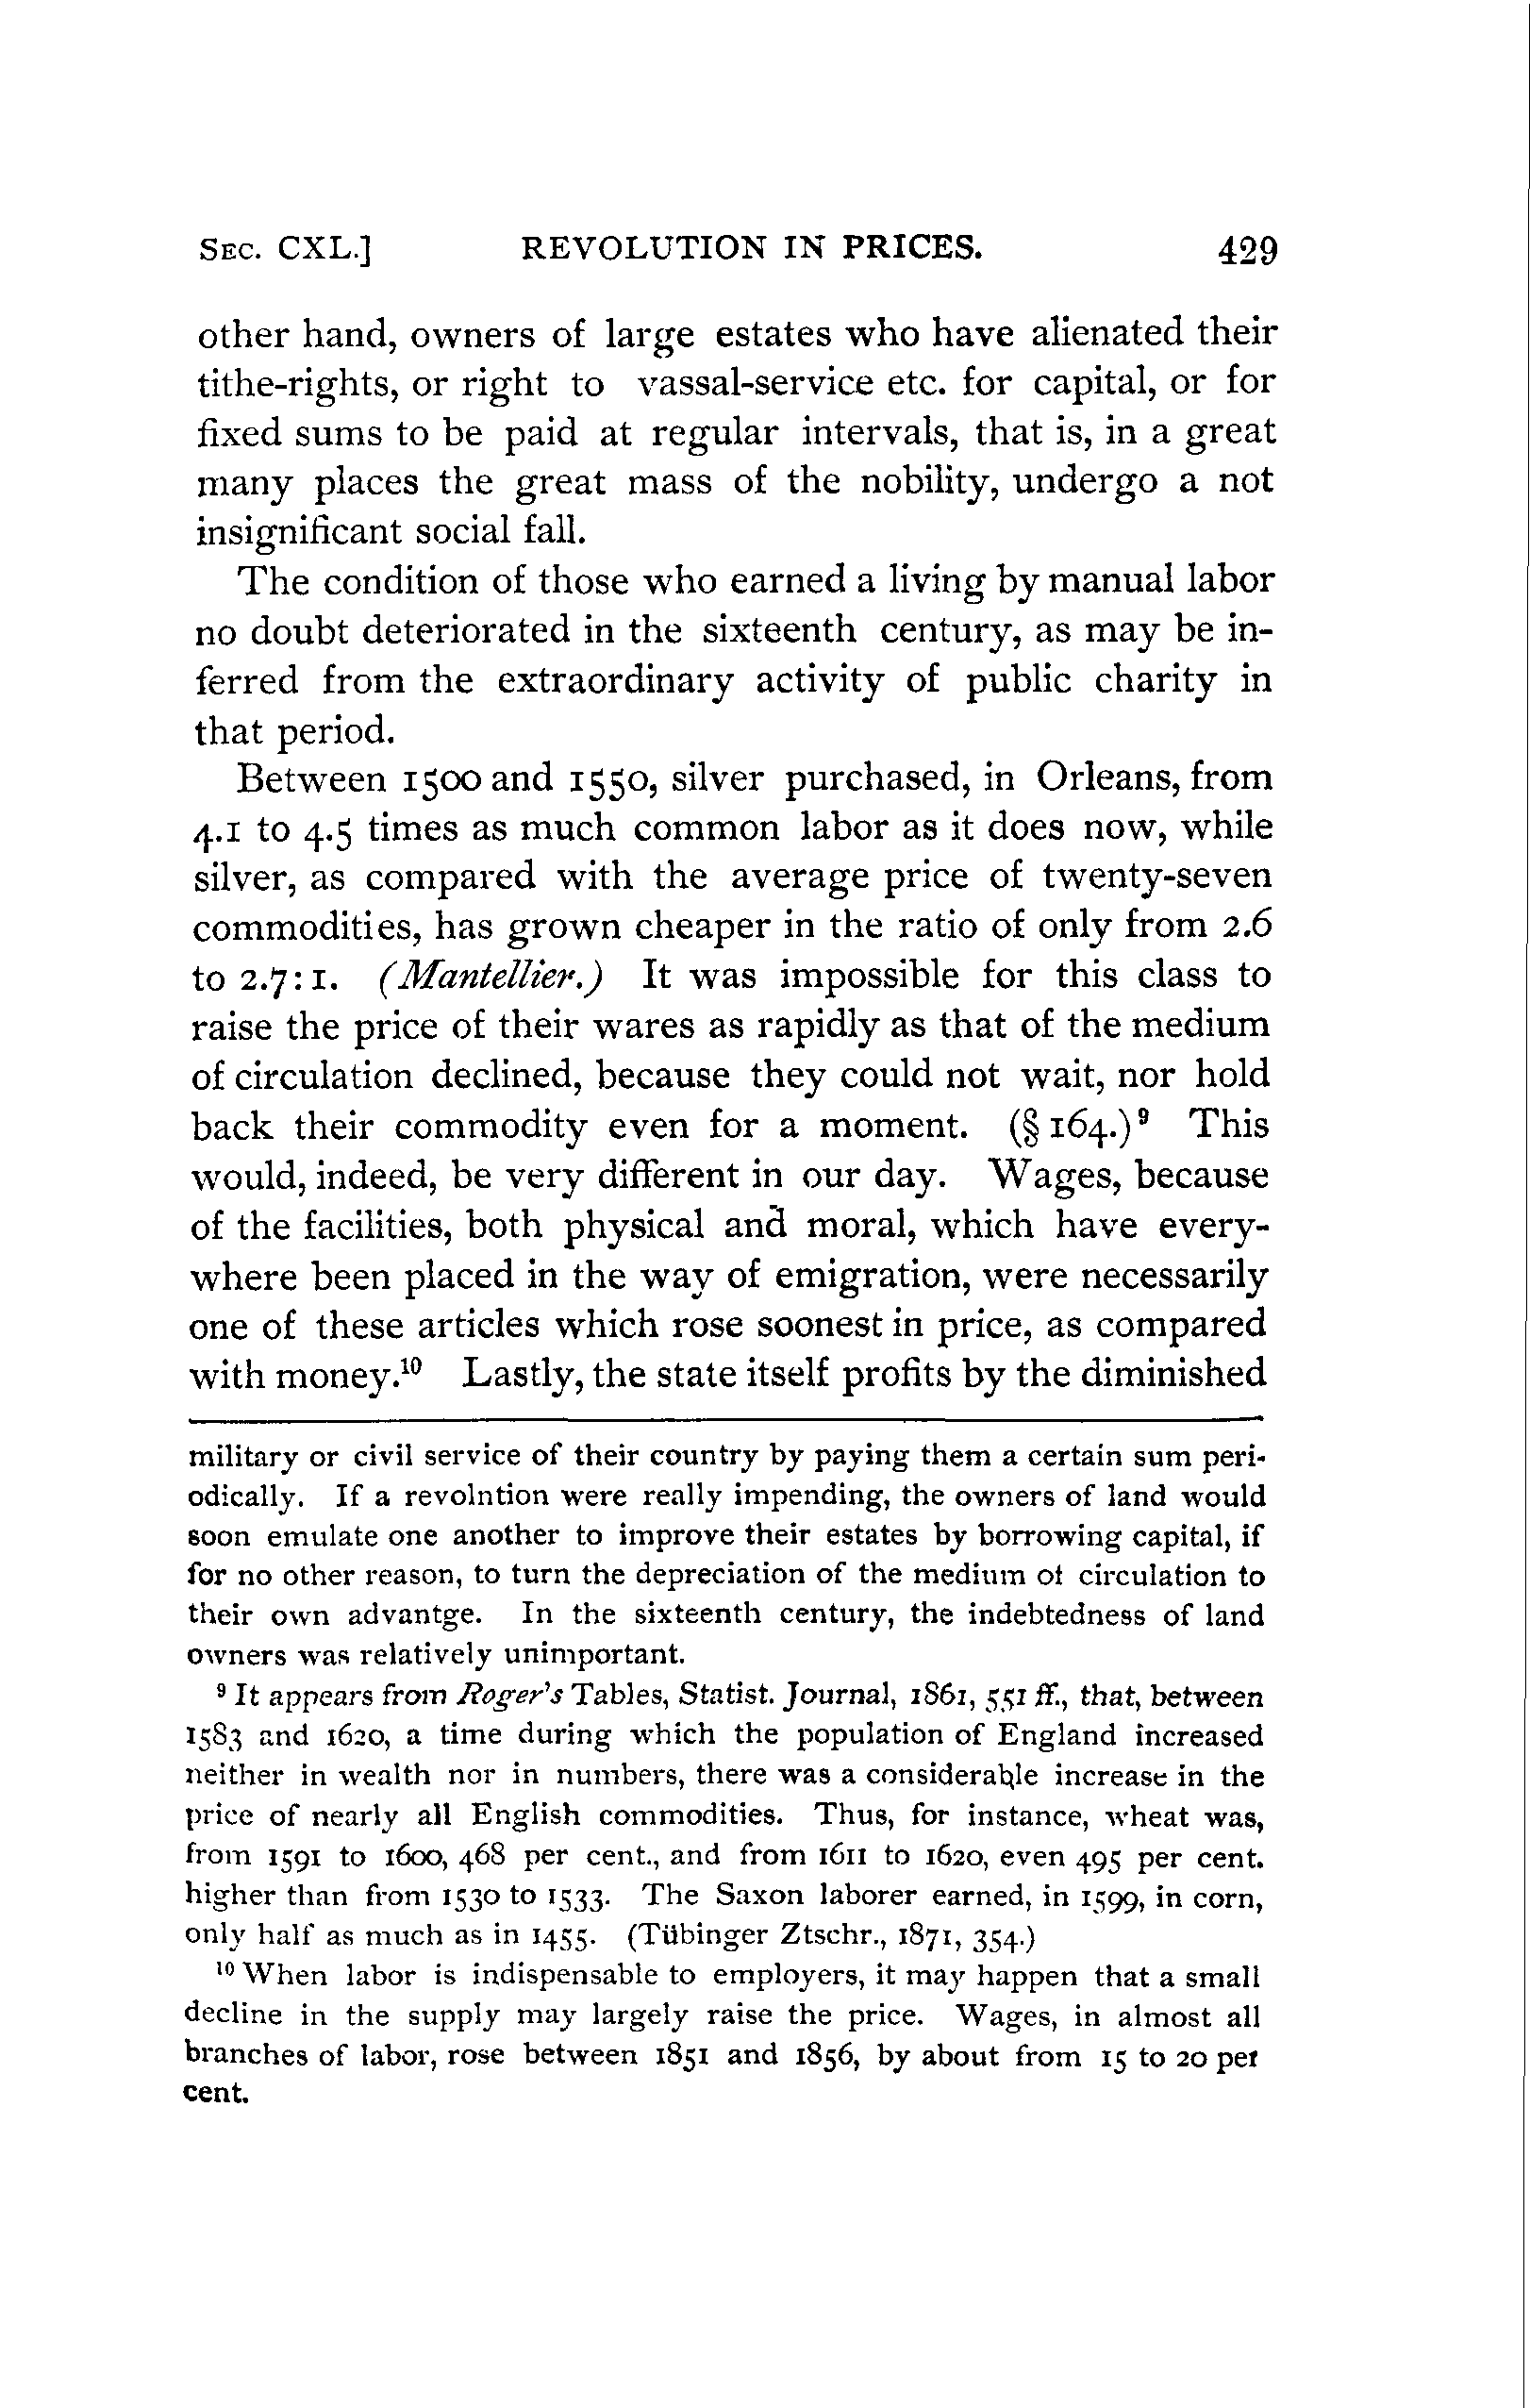 SEC. CXL.] REVOLUTION IN PRICES. 429
other hand, owners of large estates who have alienated their
tithe-rights, or right to vassal-service etc. for capital, or for
fixed sums to be paid at regular intervals, that is, in a great
many places the great mass of the nobility, undergo a not
insignificant social fall.
The condition of those who earned a living by manual labor
no doubt deteriorated in the sixteenth century, as may be in-
ferred from the extraordinary activity of public charity in
that period.
Between 1500 and 1550, silver purchased, in Orleans, from
4.1 to 4.5 times as much common labor as it does now, while
silver, as compared with the average price of twenty-seven
commodities, has grown cheaper in the ratio of only from 2.6
to 2.7:1. (Mantellier.) It was impossible for this class to
raise the price of their wares as rapidly as that of the medium
of circulation declined, because they could not wait, nor hold
back their commodity even for a moment. (§ 164.)⁹ This
would, indeed, be very different in our day. Wages, because
of the facilities, both physical and moral, which have every-
where been placed in the way of emigration, were necessarily
one of these articles which rose soonest in price, as compared
with money.¹⁰ Lastly, the state itself profits by the diminished
military or civil service of their country by paying them a certain sum peri-
odically. If a revolntion were really impending, the owners of land would
soon emulate one another to improve their estates by borrowing capital, if
for no other reason, to turn the depreciation of the medium of circulation to
their own advantge. In the sixteenth century, the indebtedness of land
owners was relatively unimportant.
⁹ It appears from Roger's Tables, Statist. Journal, 1861, 551 ff., that, between
1583 and 1620, a time during which the population of England increased
neither in wealth nor in numbers, there was a considerable increase in the
price of nearly all English commodities. Thus, for instance, wheat was,
from 1591 to 1600, 468 per cent., and from 1611 to 1620, even 495 per cent.
higher than from 1530 to 1533. The Saxon laborer earned, in 1599, in corn,
only half as much as in 1455. (Tübinger Ztschr., 1871, 354.)
¹⁰ When labor is indispensable to employers, it may happen that a small
decline in the supply may largely raise the price. Wages, in almost all
branches of labor, rose between 1851 and 1856, by about from 15 to 20 per
cent.